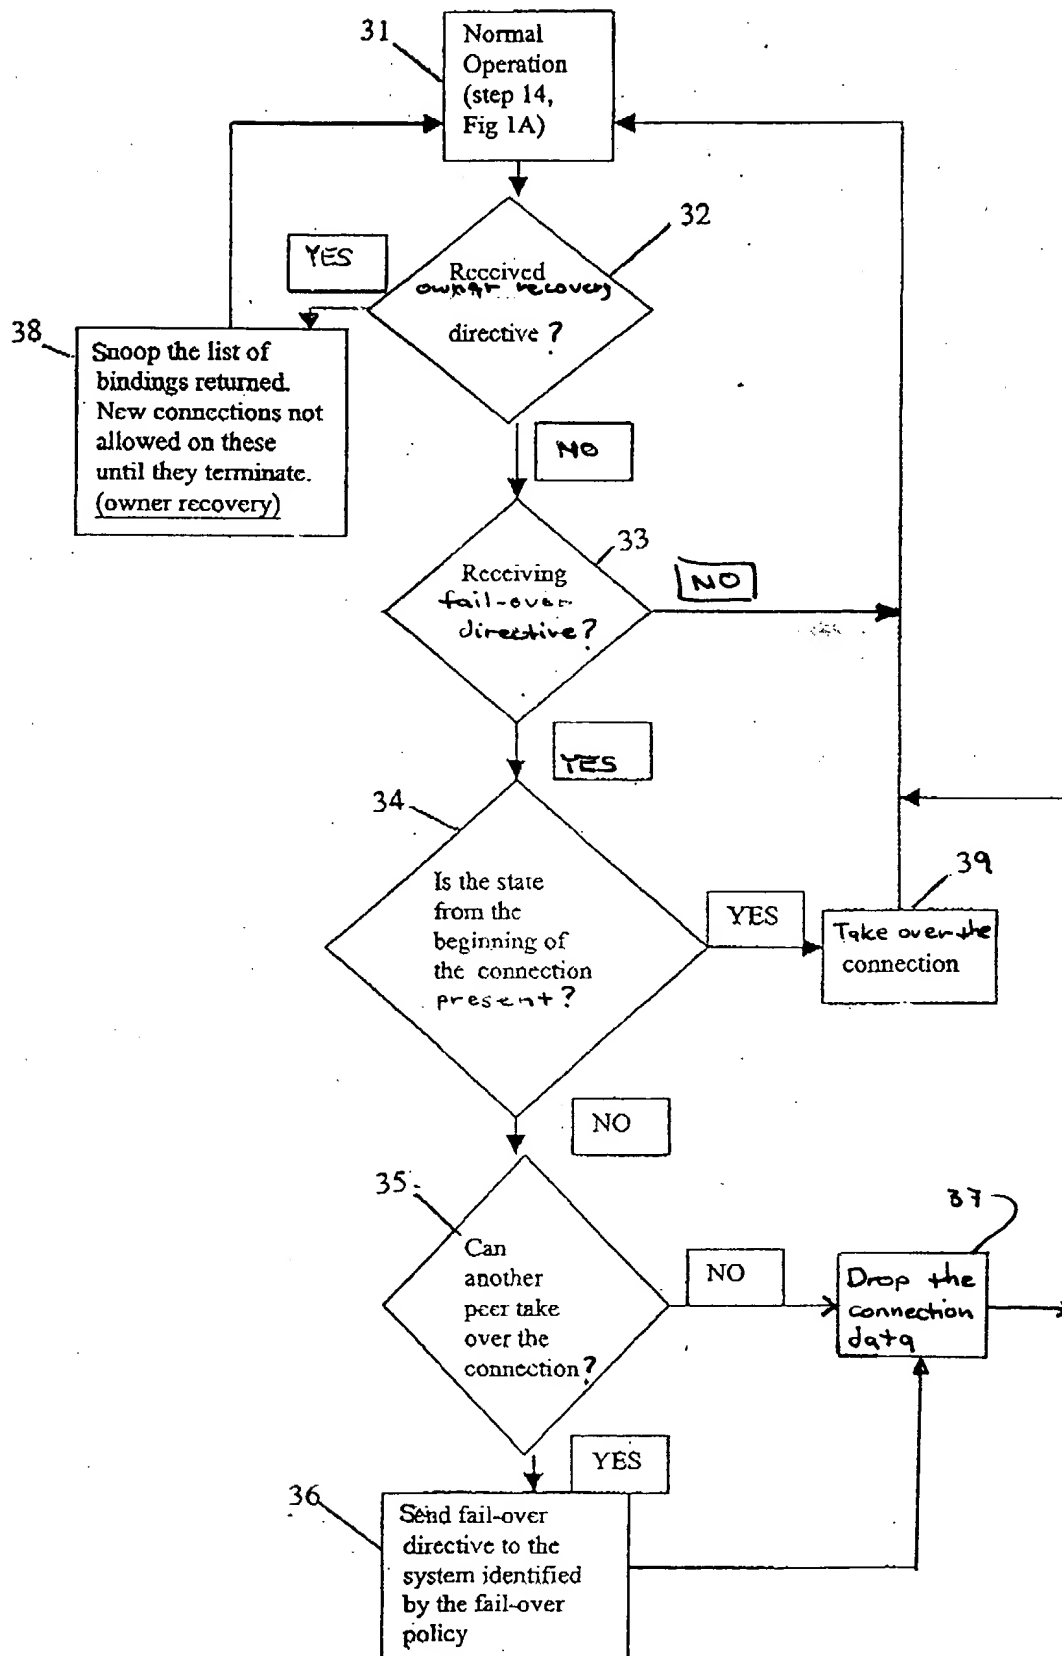 31
Normal
Operation
(step 14,
Fig 1A)
32
YES
Received
owner recovery
directive ?
38
Snoop the list of
bindings returned.
New connections not
allowed on these
until they terminate.
(owner recovery)
NO
33
Receiving
fail-over
directive?
NO
YES
34
Is the state
from the
beginning of
the connection
present?
YES
39
Take over the
connection
NO
35
Can
another
peer take
over the
connection?
NO
37
Drop the
connection
data
YES
36
Send fail-over
directive to the
system identified
by the fail-over
policy